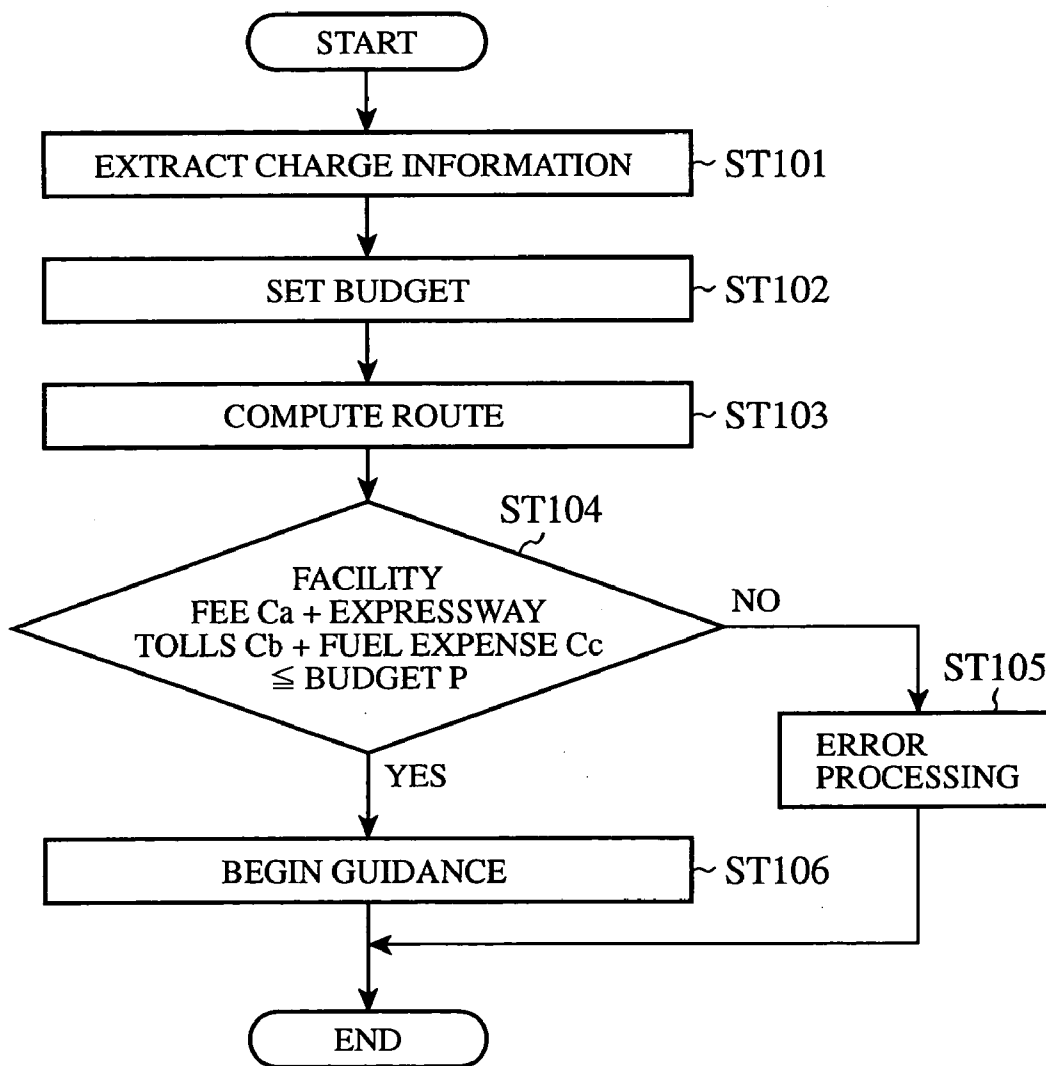 START
EXTRACT CHARGE INFORMATION
ST101
SET BUDGET
ST102
COMPUTE ROUTE
ST103
ST104
FACILITY
FEE Ca + EXPRESSWAY
TOLLS Cb + FUEL EXPENSE Cc
≦ BUDGET P
NO
YES
ST105
ERROR
PROCESSING
BEGIN GUIDANCE
ST106
END